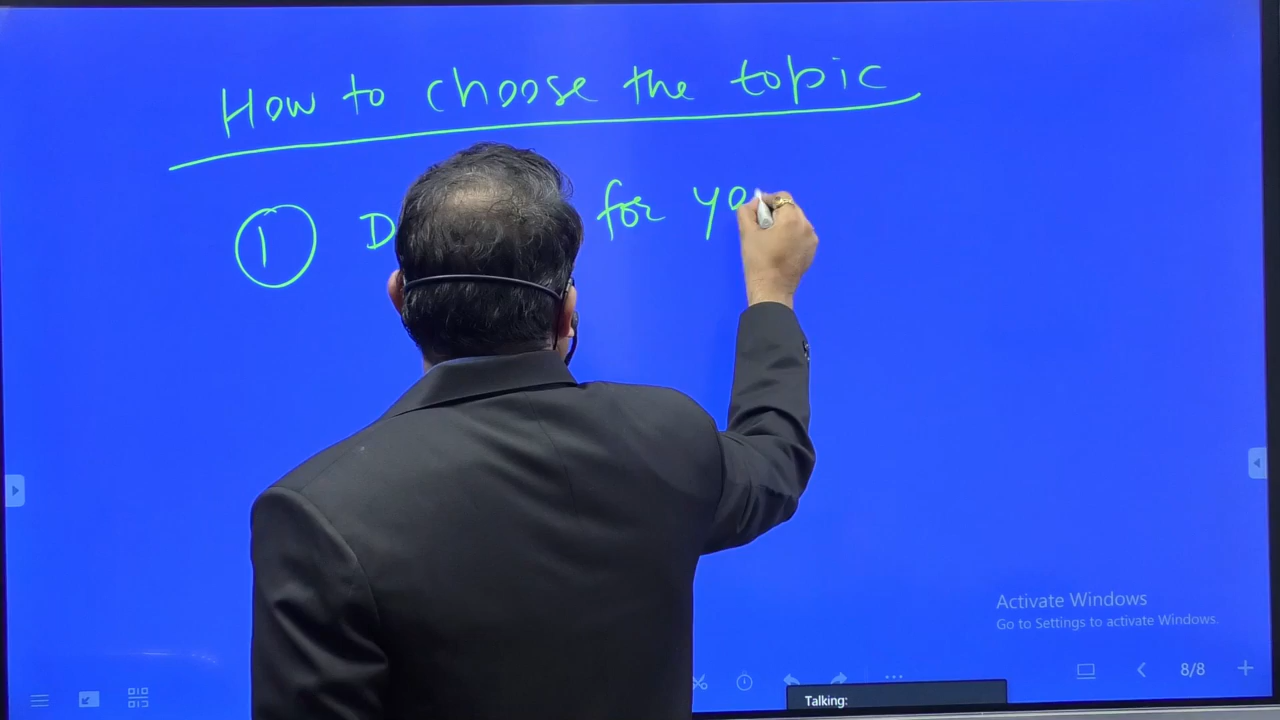 How to choose the topic
1 D for yo
Activate Windows
Go to Settings to activate Windows.
8/8
Talking: